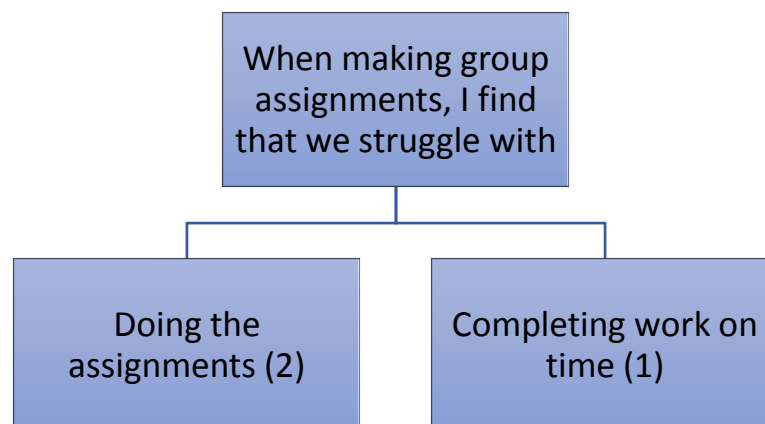 When making group
assignments, I find
that we struggle with
Doing the
assignments (2)
Completing work on
time (1)